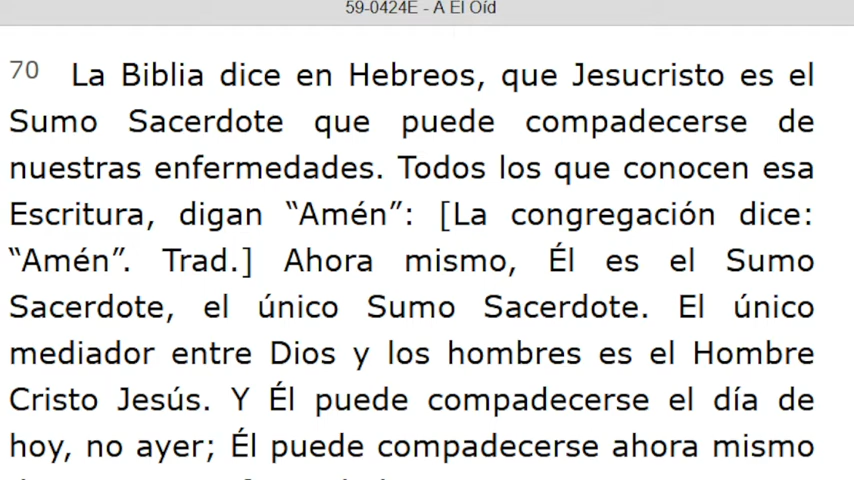 59-0424E - A El Oíd
70 La Biblia dice en Hebreos, que Jesucristo es el
Sumo Sacerdote que puede compadecerse de
nuestras enfermedades. Todos los que conocen esa
Escritura, digan “Amén”: [La congregación dice:
“Amén”. Trad.] Ahora mismo, Él es el Sumo
Sacerdote, el único Sumo Sacerdote. El único
mediador entre Dios y los hombres es el Hombre
Cristo Jesús. Y Él puede compadecerse el día de
hoy, no ayer; Él puede compadecerse ahora mismo